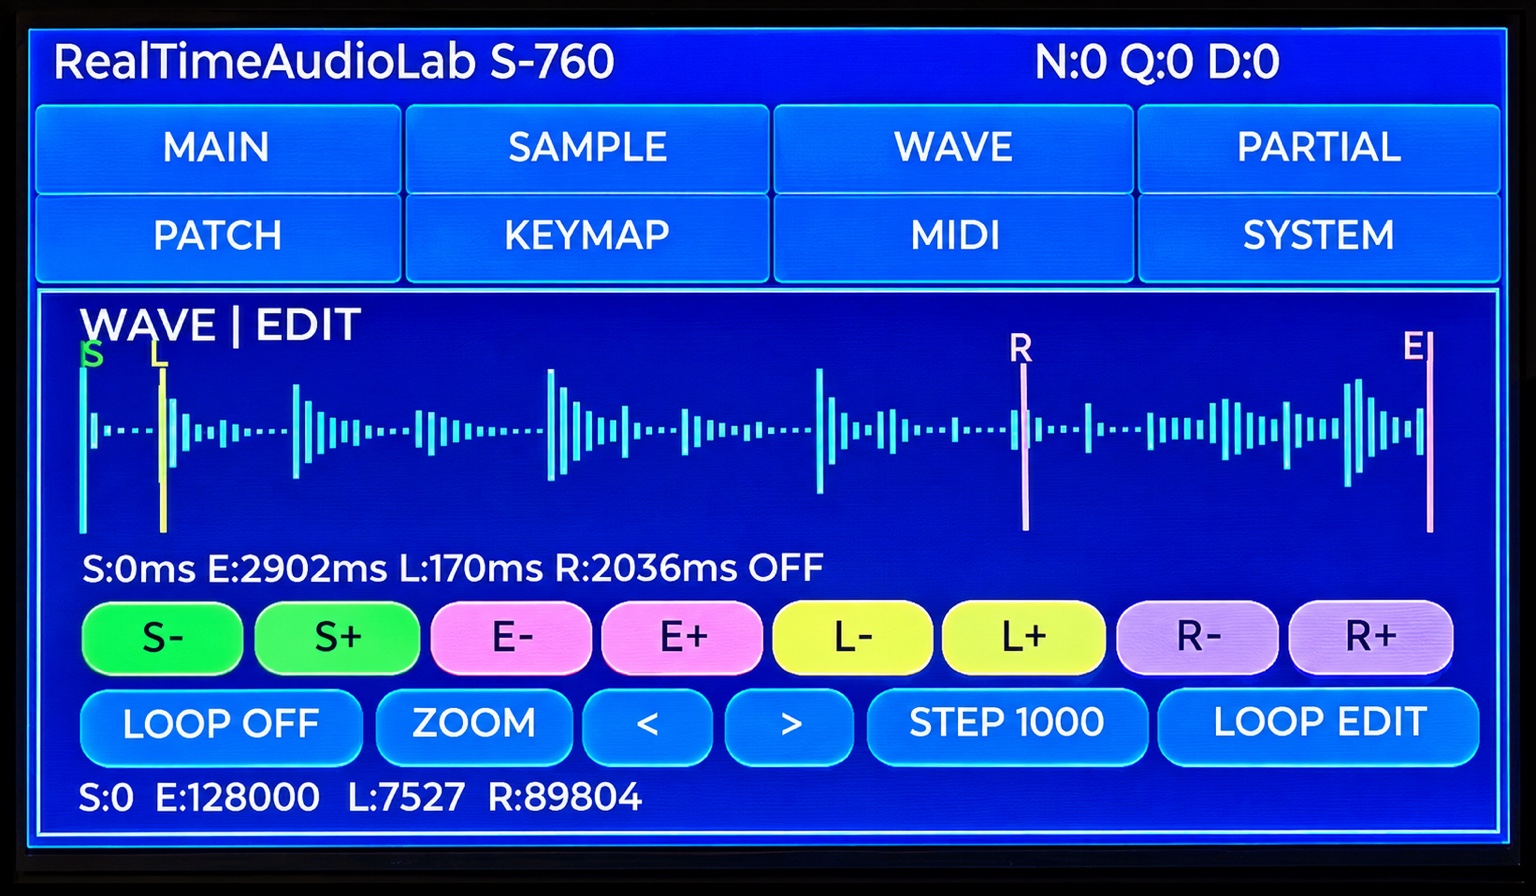 RealTimeAudioLab S-760 N:0 Q:0 D:0
MAIN SAMPLE WAVE PARTIAL
PATCH KEYMAP MIDI SYSTEM
WAVE | EDIT
S L R E
S:0ms E:2902ms L:170ms R:2036ms OFF
S- S+ E- E+ L- L+ R- R+
LOOP OFF ZOOM < > STEP 1000 LOOP EDIT
S:0 E:128000 L:7527 R:89804